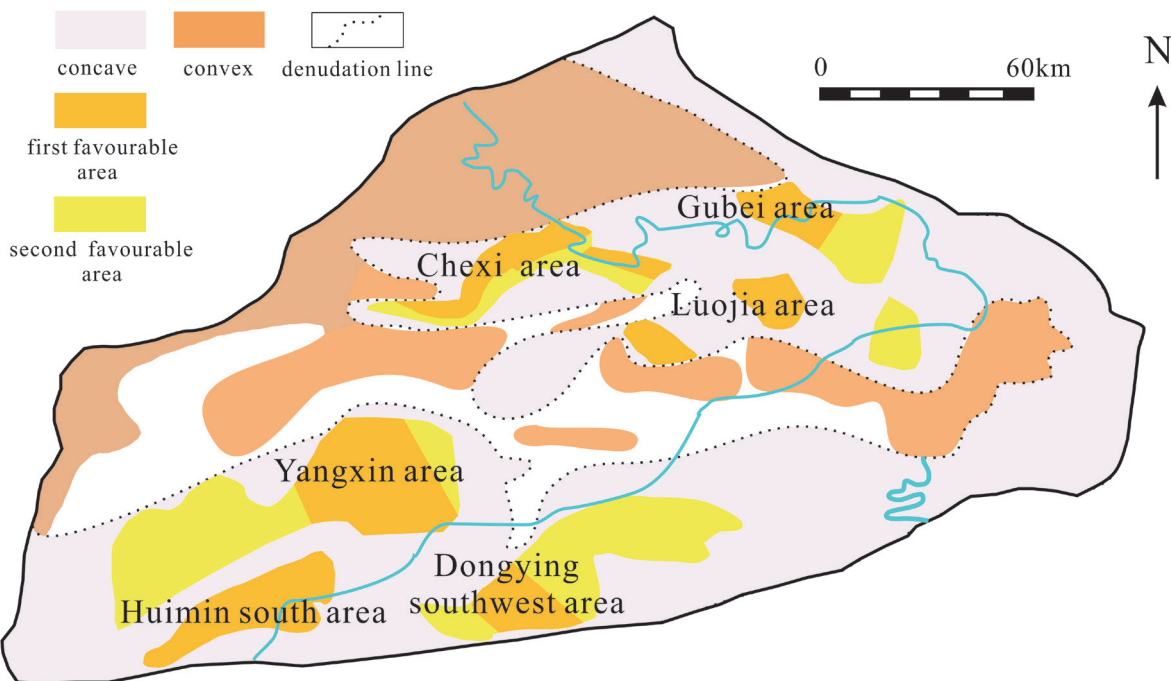 concave
convex
denudation line
first favourable
area
second favourable
area
0
60km
N
Gubei area
Chexi area
Luojia area
Yangxin area
Dongying
southwest area
Huimin south area